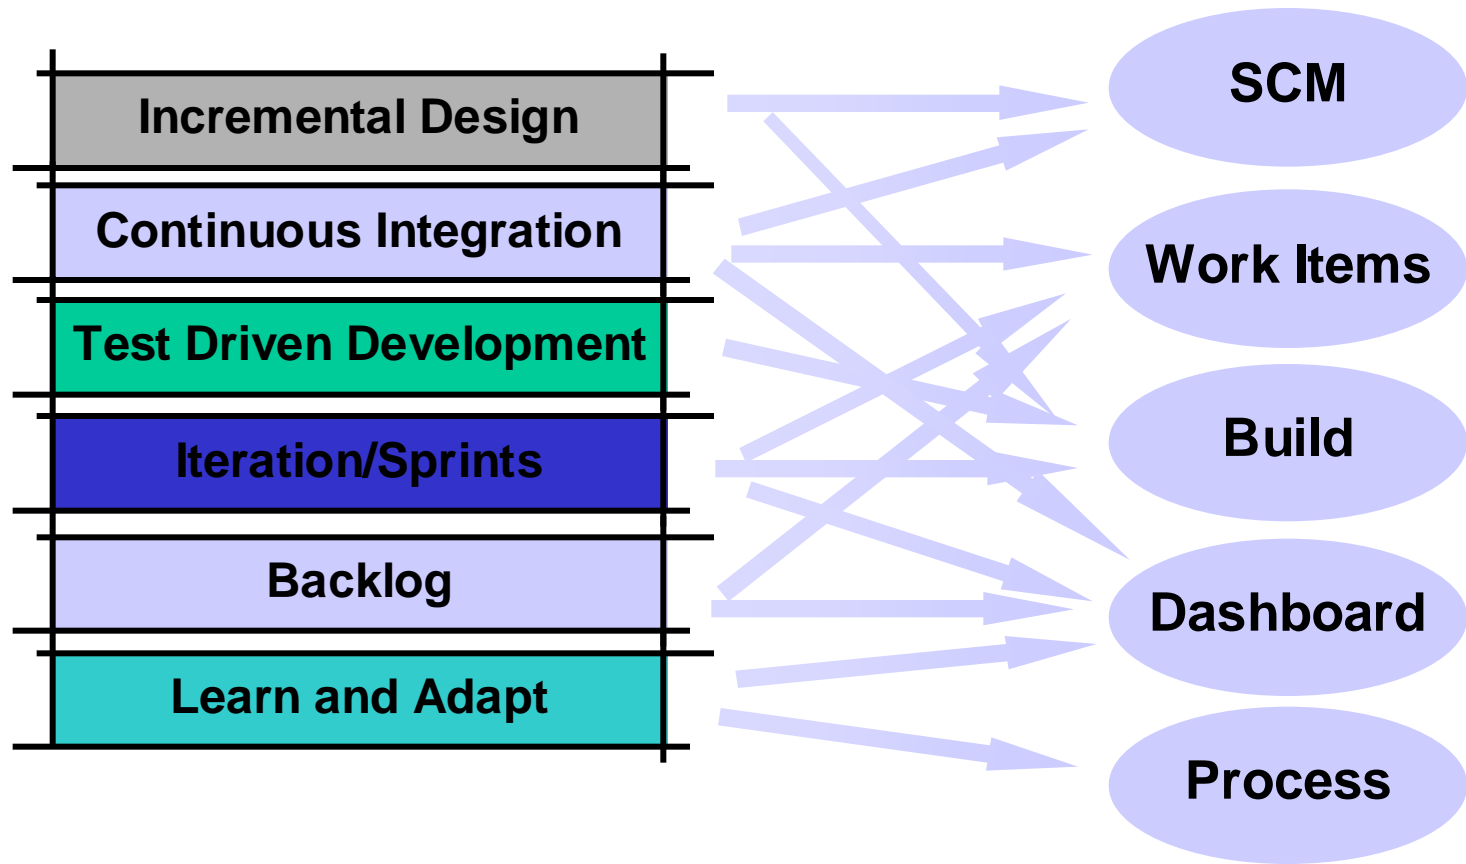 Incremental Design
Continuous Integration
Test Driven Development
Iteration/Sprints
Backlog
Learn and Adapt
SCM
Work Items
Build
Dashboard
Process